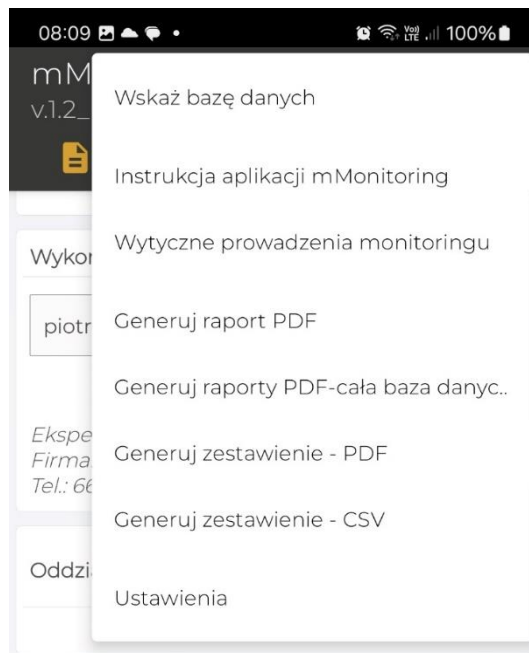 08:09
100%
mM
v.1.2_
Wskaż bazę danych
Instrukcja aplikacji mMonitoring
Wytyczne prowadzenia monitoringu
Wykor
Generuj raport PDF
piotr
Generuj raporty PDF-cała baza danyc..
Ekspe
Generuj zestawienie - PDF
Firma
Tel.: 66
Generuj zestawienie - CSV
Oddzi
Ustawienia